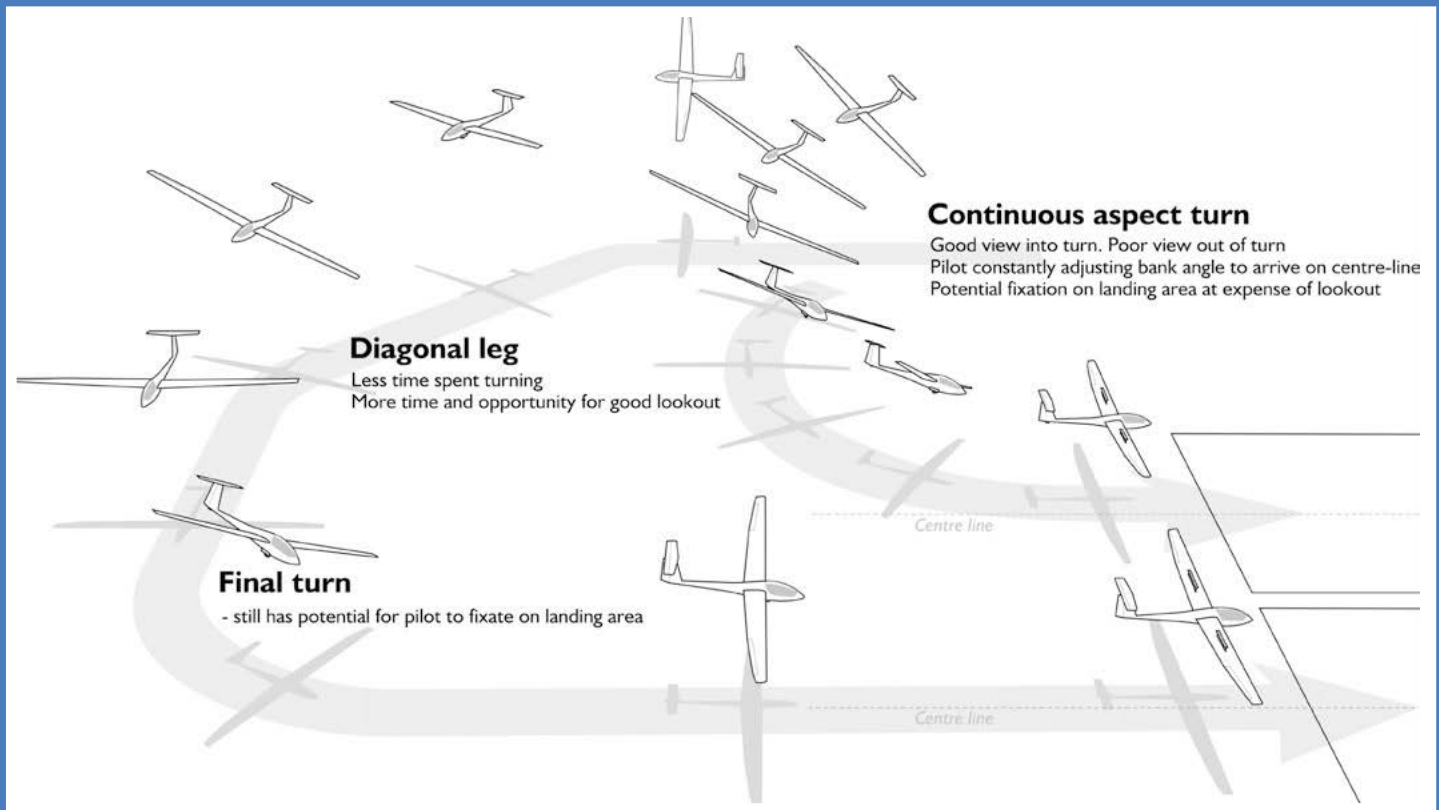 Continuous aspect turn
Good view into turn. Poor view out of turn
Pilot constantly adjusting bank angle to arrive on centre-line
Potential fixation on landing area at expense of lookout
Diagonal leg
Less time spent turning
More time and opportunity for good lookout
Centre line
Final turn
- still has potential for pilot to fixate on landing area
Centre line